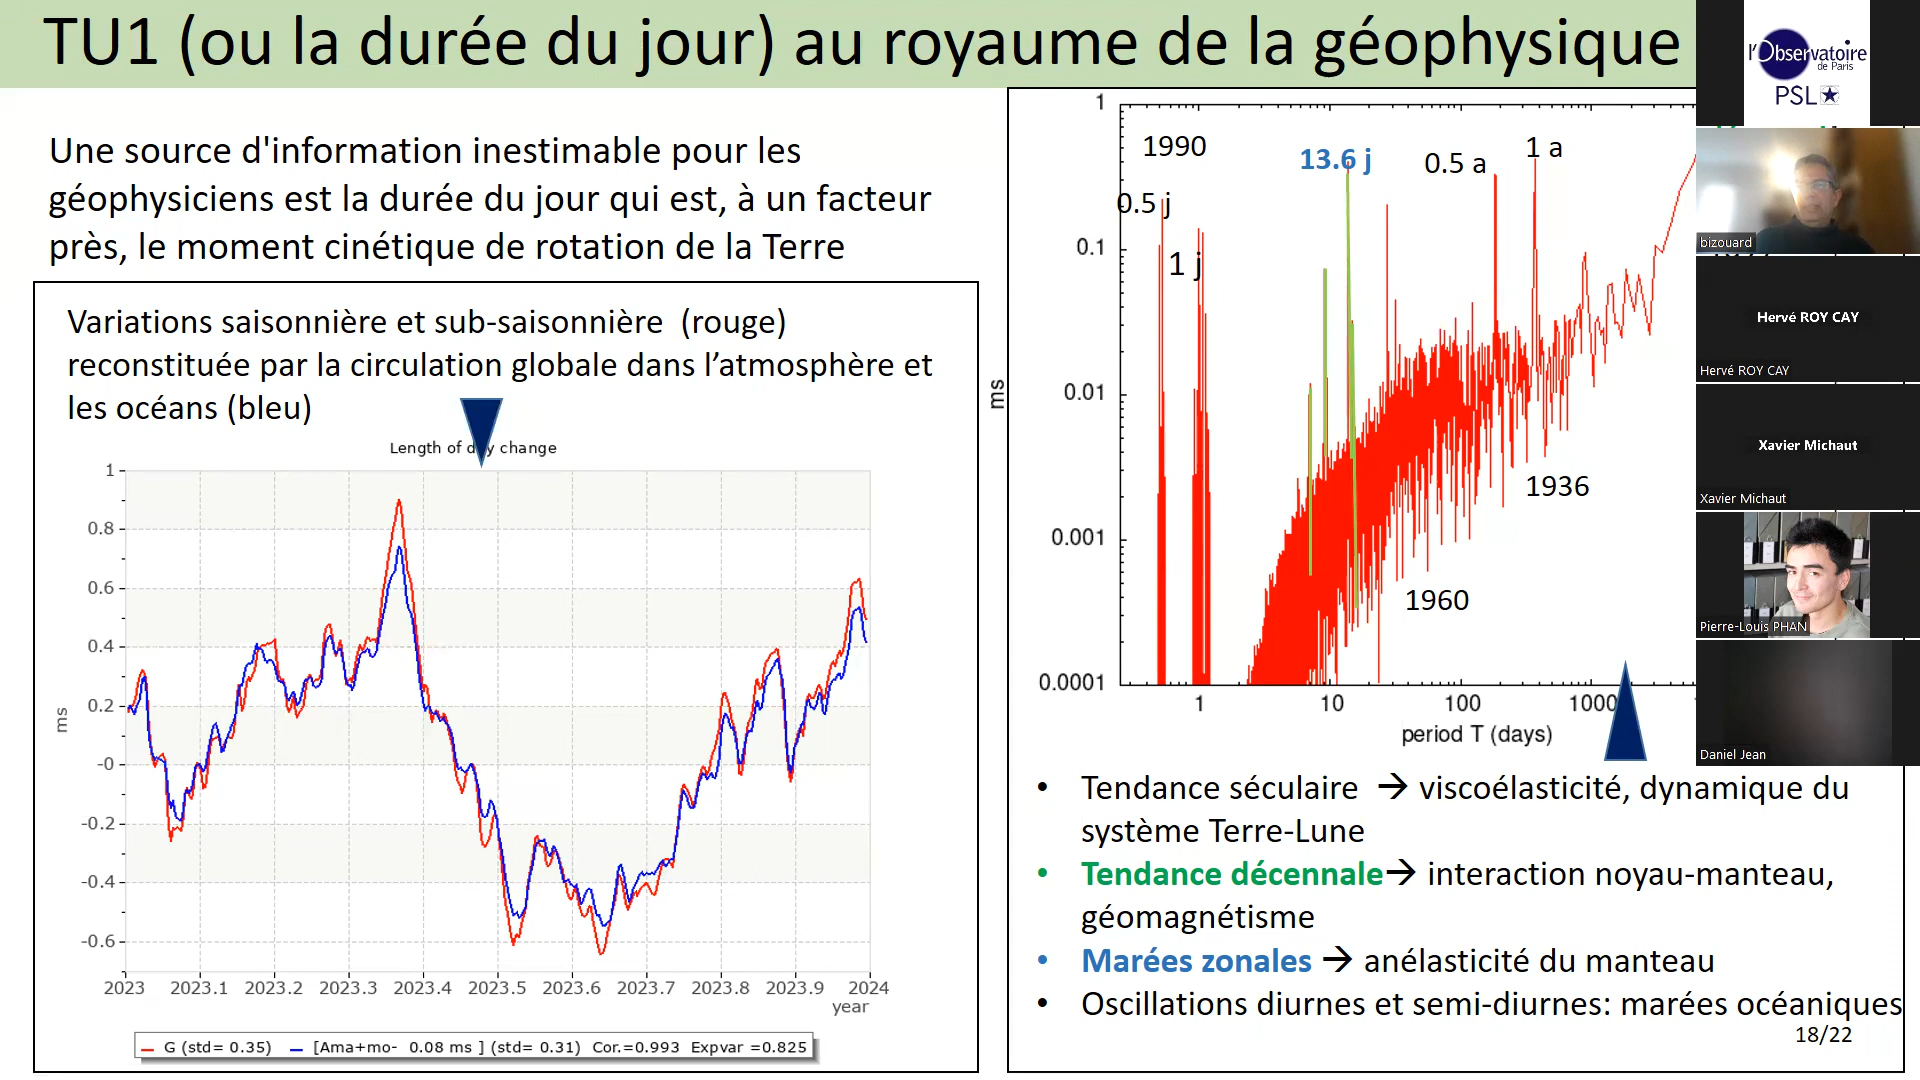 TU1 (ou la durée du jour) au royaume de la géophysique
Une source d'information inestimable pour les
géophysiciens est la durée du jour qui est, à un facteur
près, le moment cinétique de rotation de la Terre
Variations saisonnière et sub-saisonnière (rouge)
reconstituée par la circulation globale dans l’atmosphère et
les océans (bleu)
Length of day change
1
0.8
0.6
0.4
0.2
-0
-0.2
-0.4
-0.6
ms
2023 2023.1 2023.2 2023.3 2023.4 2023.5 2023.6 2023.7 2023.8 2023.9 2024
year
G (std= 0.35) [Ama+mo- 0.08 ms ] (std= 0.31) Cor.=0.993 Expvar =0.825
1
0.1
0.01
0.001
0.0001
ms
1990
0.5 j
1 j
13.6 j
0.5 a
1 a
1936
1960
1 10 100 1000
period T (days)
• Tendance séculaire → viscoélasticité, dynamique du
système Terre-Lune
• Tendance décennale→ interaction noyau-manteau,
géomagnétisme
• Marées zonales → anélasticité du manteau
• Oscillations diurnes et semi-diurnes: marées océaniques
18/22
l'Observatoire
de Paris
PSL
bizouard
Hervé ROY CAY
Hervé ROY CAY
Xavier Michaut
Xavier Michaut
Pierre-Louis PHAN
Daniel Jean